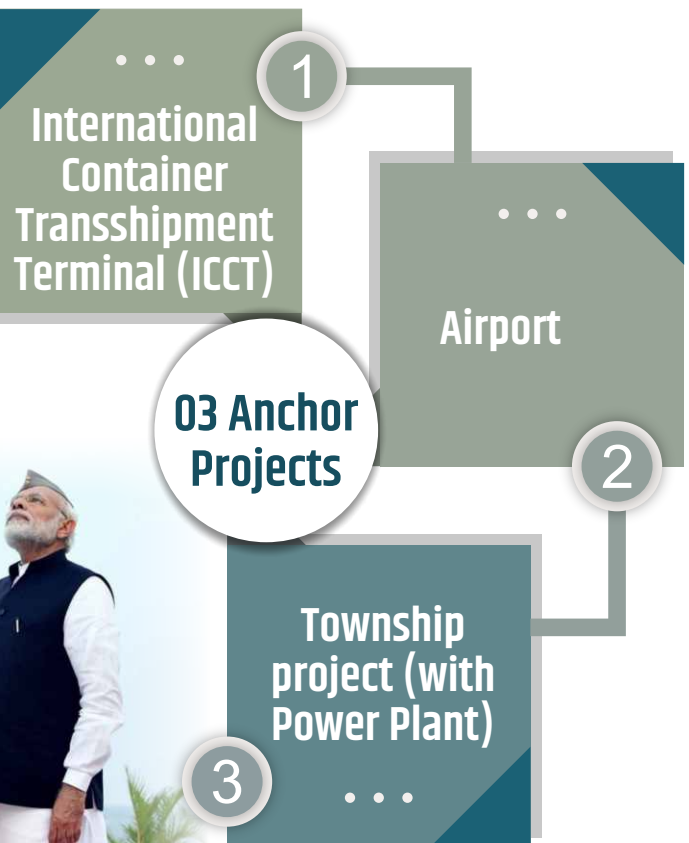 1
International
Container
Transshipment
Terminal (ICCT)
Airport
2
03 Anchor
Projects
Township
project (with
Power Plant)
3